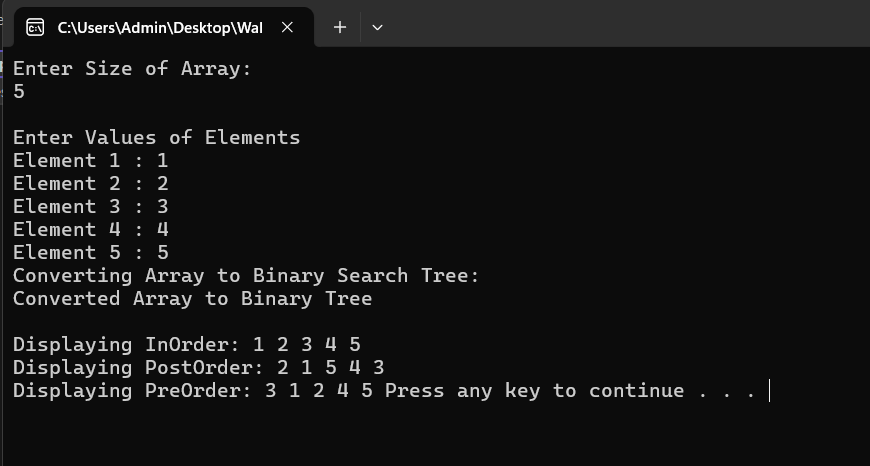 C:\Users\Admin\Desktop\Wal
Enter Size of Array:
5
Enter Values of Elements
Element 1 : 1
Element 2 : 2
Element 3 : 3
Element 4 : 4
Element 5 : 5
Converting Array to Binary Search Tree:
Converted Array to Binary Tree
Displaying InOrder: 1 2 3 4 5
Displaying PostOrder: 2 1 5 4 3
Displaying PreOrder: 3 1 2 4 5 Press any key to continue . . .